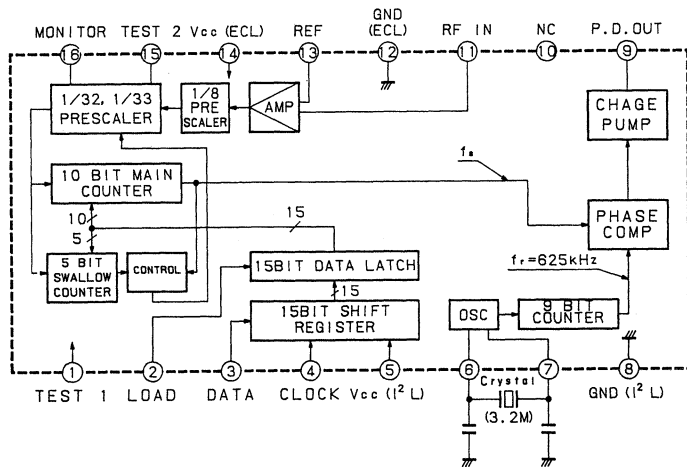 MONITOR TEST 2 Vcc (ECL) REF GND (ECL) RF IN NC P.D.OUT
16 15 14 13 12 11 10 9
1/32, 1/33 PRESCALER
1/8 PRE SCALER
AMP
CHAGE PUMP
10 BIT MAIN COUNTER
fs
10
5
15
PHASE COMP
5 BIT SWALLOW COUNTER
CONTROL
15BIT DATA LATCH
fr=625kHz
15
15BIT SHIFT REGISTER
OSC
9 BIT COUNTER
1 2 3 4 5 6 7 8
TEST 1 LOAD DATA CLOCK Vcc (I²L) Crystal GND (I²L)
(3.2M)